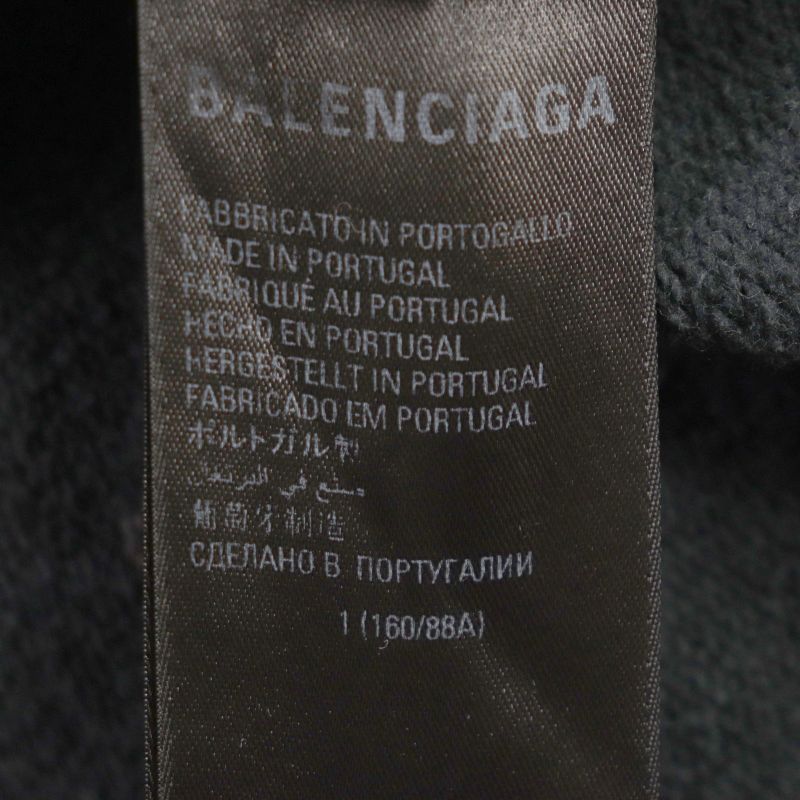 BALENCIAGA
FABBRICATO IN PORTOGALLO
MADE IN PORTUGAL
FABRIQUÉ AU PORTUGAL
HECHO EN PORTUGAL
HERGESTELLT IN PORTUGAL
FABRICADO EM PORTUGAL
ポルトガル制
صنع في البرتغال
葡萄牙制造
СДЕЛАНО В ПОРТУГАЛИИ
1 (160/88A)